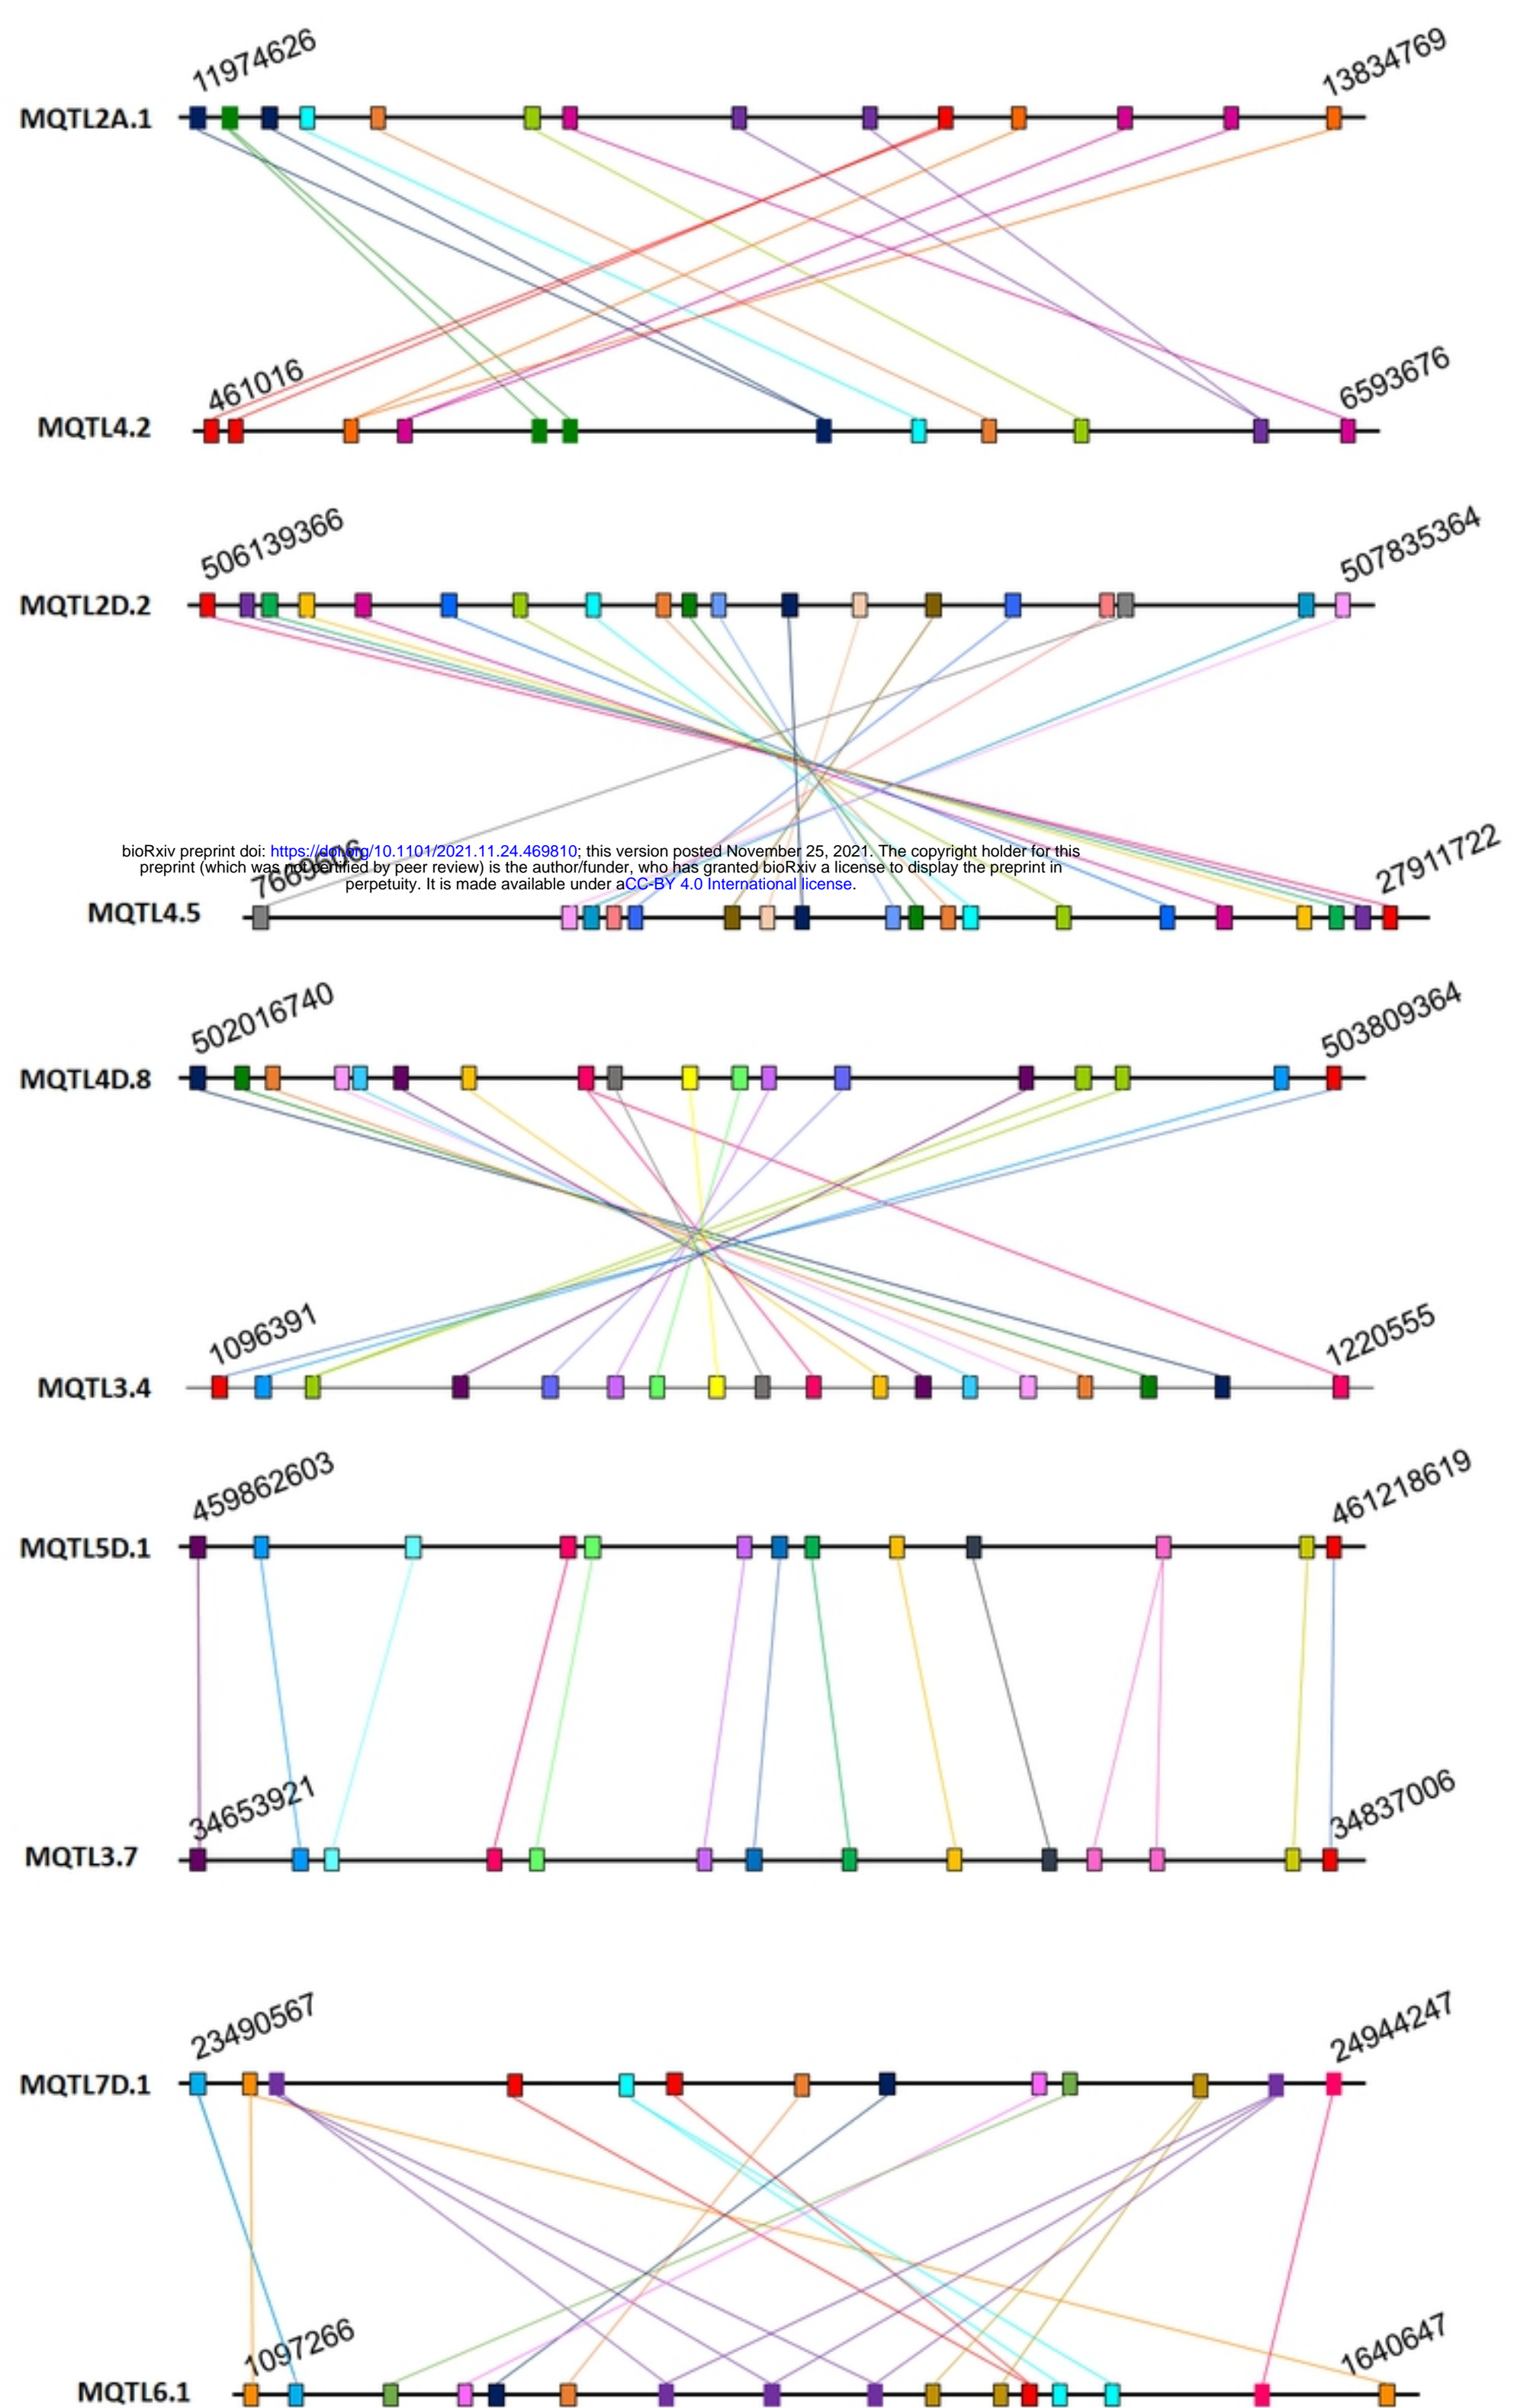 11974626
13834769
MQTL2A.1
461016
6593676
MQTL4.2
506139366
507835364
MQTL2D.2
bioRxiv preprint doi: https://doi.org/10.1101/2021.11.24.469810; this version posted November 25, 2021. The copyright holder for this
preprint (which was not certified by peer review) is the author/funder, who has granted bioRxiv a license to display the preprint in
perpetuity. It is made available under aCC-BY 4.0 International license.
7669606
27911722
MQTL4.5
502016740
503809364
MQTL4D.8
1096391
1220555
MQTL3.4
459862603
461218619
MQTL5D.1
34653921
34837006
MQTL3.7
23490567
24944247
MQTL7D.1
1097266
1640647
MQTL6.1